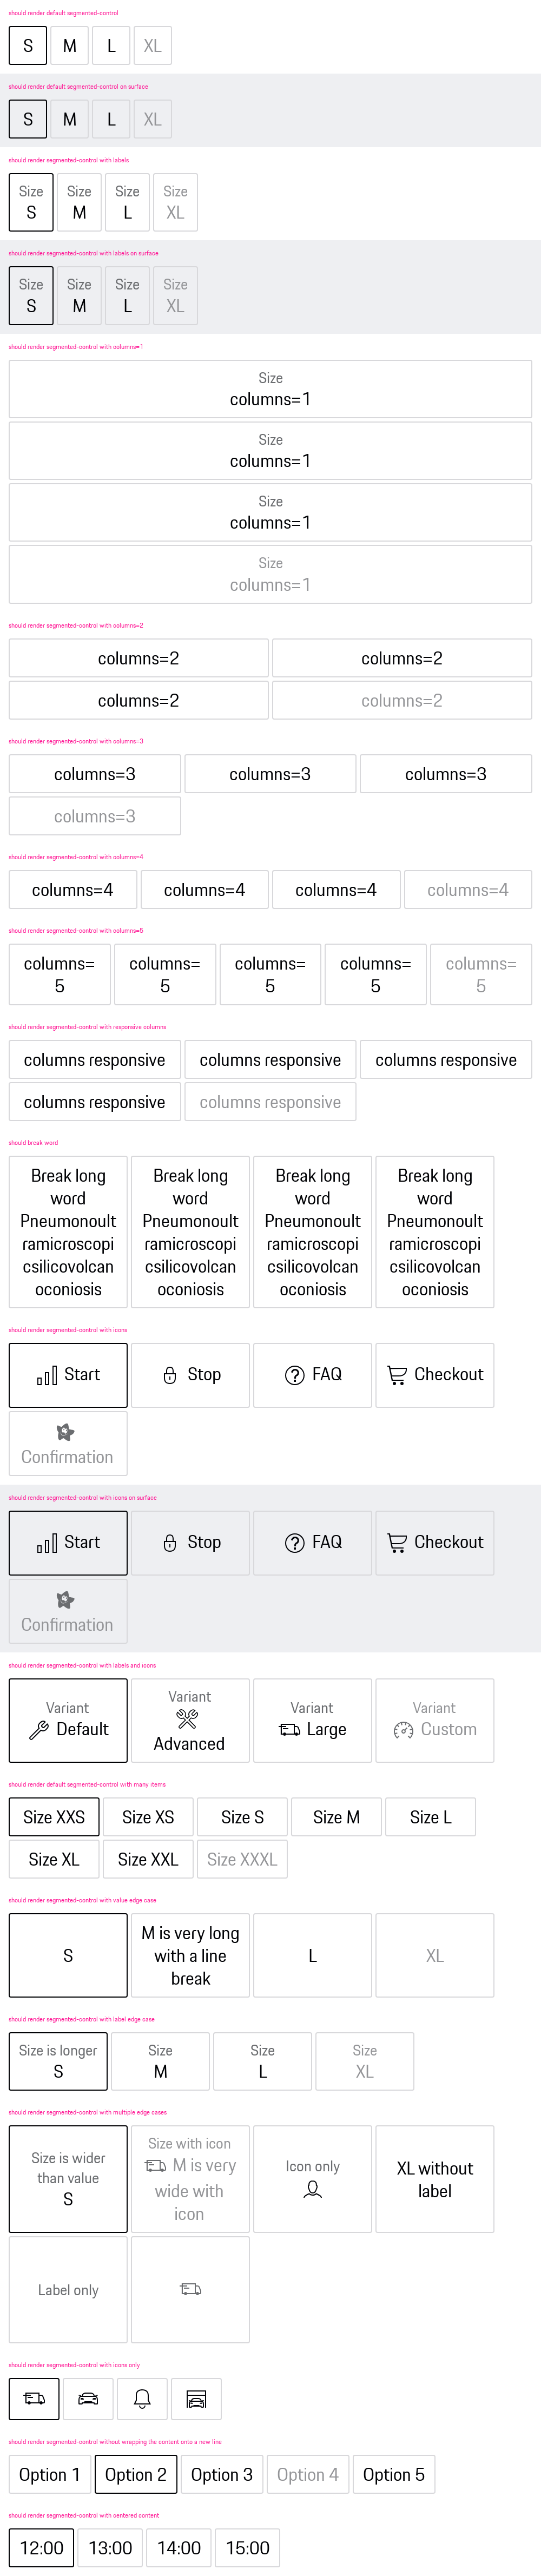 should render default segmented-control
S M L XL
should render default segmented-control on surface
S M L XL
should render segmented-control with labels
Size Size Size Size
S M L XL
should render segmented-control with labels on surface
Size Size Size Size
S M L XL
should render segmented-control with columns=1
Size
columns=1
Size
columns=1
Size
columns=1
Size
columns=1
should render segmented-control with columns=2
columns=2 columns=2
columns=2 columns=2
should render segmented-control with columns=3
columns=3 columns=3 columns=3
columns=3
should render segmented-control with columns=4
columns=4 columns=4 columns=4 columns=4
should render segmented-control with columns=5
columns= columns= columns= columns= columns=
5 5 5 5 5
should render segmented-control with responsive columns
columns responsive columns responsive columns responsive
columns responsive columns responsive
should break word
Break long Break long Break long Break long
word word word word
Pneumonoult Pneumonoult Pneumonoult Pneumonoult
ramicroscopi ramicroscopi ramicroscopi ramicroscopi
csilicovolcan csilicovolcan csilicovolcan csilicovolcan
oconiosis oconiosis oconiosis oconiosis
should render segmented-control with icons
Start Stop FAQ Checkout
Confirmation
should render segmented-control with icons on surface
Start Stop FAQ Checkout
Confirmation
should render segmented-control with labels and icons
Variant Variant Variant Variant
Default Advanced Large Custom
should render default segmented-control with many items
Size XXS Size XS Size S Size M Size L
Size XL Size XXL Size XXXL
should render segmented-control with value edge case
S
M is very long
with a line
break
L
XL
should render segmented-control with label edge case
Size is longer Size Size Size
S M L XL
should render segmented-control with multiple edge cases
Size is wider
than value
S
Size with icon
M is very
wide with
icon
Icon only
XL without
label
Label only
should render segmented-control with icons only
should render segmented-control without wrapping the content onto a new line
Option 1 Option 2 Option 3 Option 4 Option 5
should render segmented-control with centered content
12:00 13:00 14:00 15:00